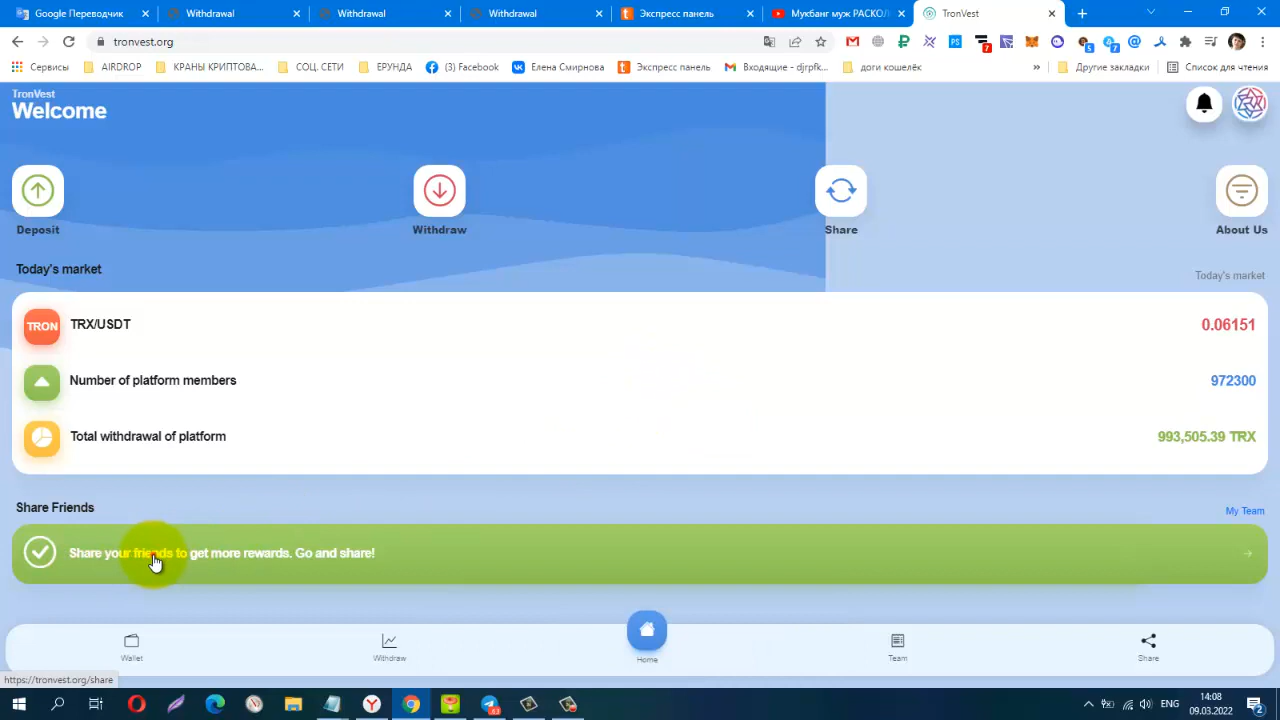 Google Переводчик
Withdrawal
Withdrawal
Withdrawal
Экспресс панель
Мукбанг муж РАСКОЛ
TronVest
tronvest.org
7
5
7
Сервисы
AIRDROP
КРАНЫ КРИПТОВА...
СОЦ. СЕТИ
ЕРУНДА
(3) Facebook
Елена Смирнова
Экспресс панель
Входящие - djrpfk...
доги кошелёк
»
Другие закладки
Список для чтения
TronVest
Welcome
Deposit
Withdraw
Share
About Us
Today's market
Today's market
TRON
TRX/USDT
0.06151
Number of platform members
972300
Total withdrawal of platform
993,505.39 TRX
Share Friends
My Team
Share your friends to get more rewards. Go and share!
Wallet
Withdraw
Home
Team
Share
https://tronvest.org/share
ENG
14:08
09.03.2022
2